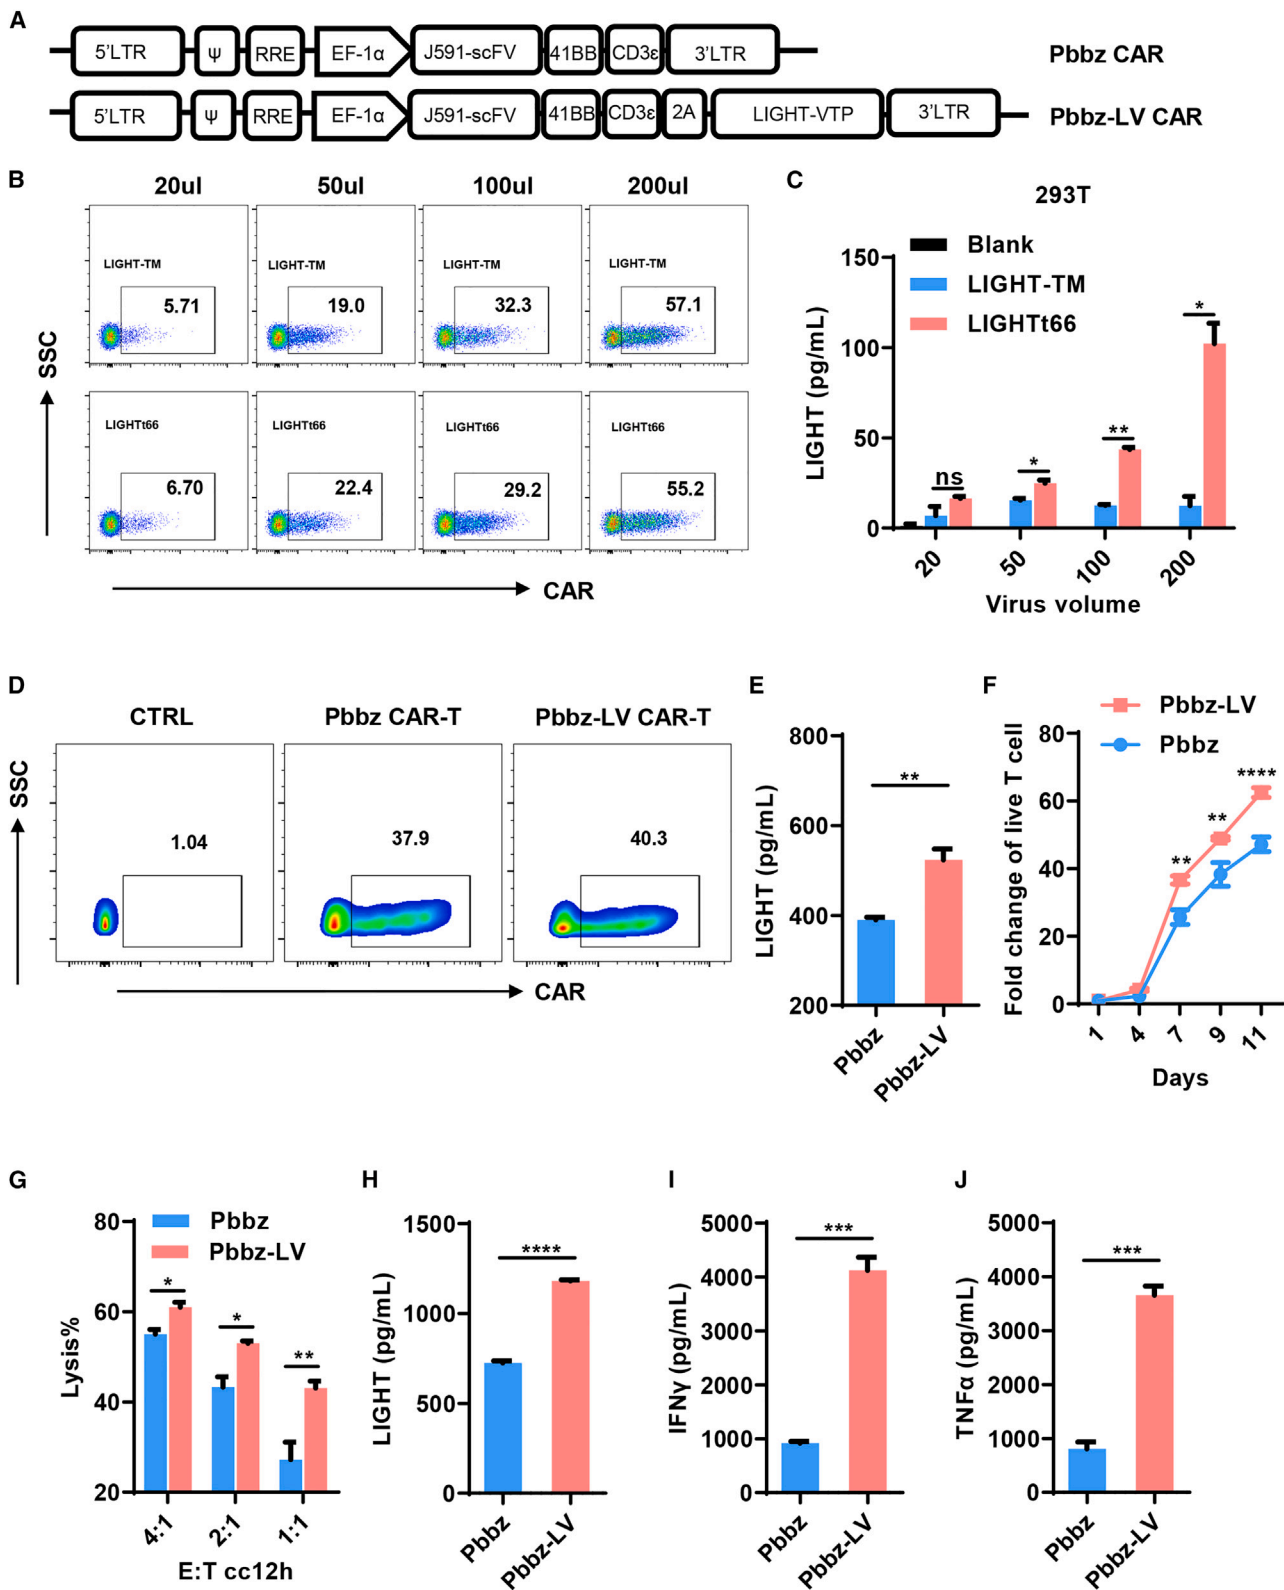 A
5'LTR ψ RRE EF-1α J591-scFV 41BB CD3ε 3'LTR Pbbz CAR
5'LTR ψ RRE EF-1α J591-scFV 41BB CD3ε 2A LIGHT-VTP 3'LTR Pbbz-LV CAR
B
20ul 50ul 100ul 200ul
LIGHT-TM LIGHT-TM LIGHT-TM LIGHT-TM
5.71 19.0 32.3 57.1
LIGHTt66 LIGHTt66 LIGHTt66 LIGHTt66
6.70 22.4 29.2 55.2
SSC
CAR
C
293T
Blank
LIGHT-TM
LIGHTt66
LIGHT (pg/mL)
150
100
50
0
ns * ** *
20 50 100 200
Virus volume
D
CTRL Pbbz CAR-T Pbbz-LV CAR-T
1.04 37.9 40.3
SSC
CAR
E
LIGHT (pg/mL)
800
600
400
200
**
Pbbz Pbbz-LV
F
Pbbz-LV
Pbbz
Fold change of live T cell
80
60
40
20
0
** ** ****
1 4 7 9 11
Days
G
Pbbz
Pbbz-LV
Lysis%
80
60
40
20
* * **
4:1 2:1 1:1
E:T cc12h
H
LIGHT (pg/mL)
1500
1000
500
0
****
Pbbz Pbbz-LV
I
IFNγ (pg/mL)
5000
4000
3000
2000
1000
0
***
Pbbz Pbbz-LV
J
TNFα (pg/mL)
5000
4000
3000
2000
1000
0
***
Pbbz Pbbz-LV